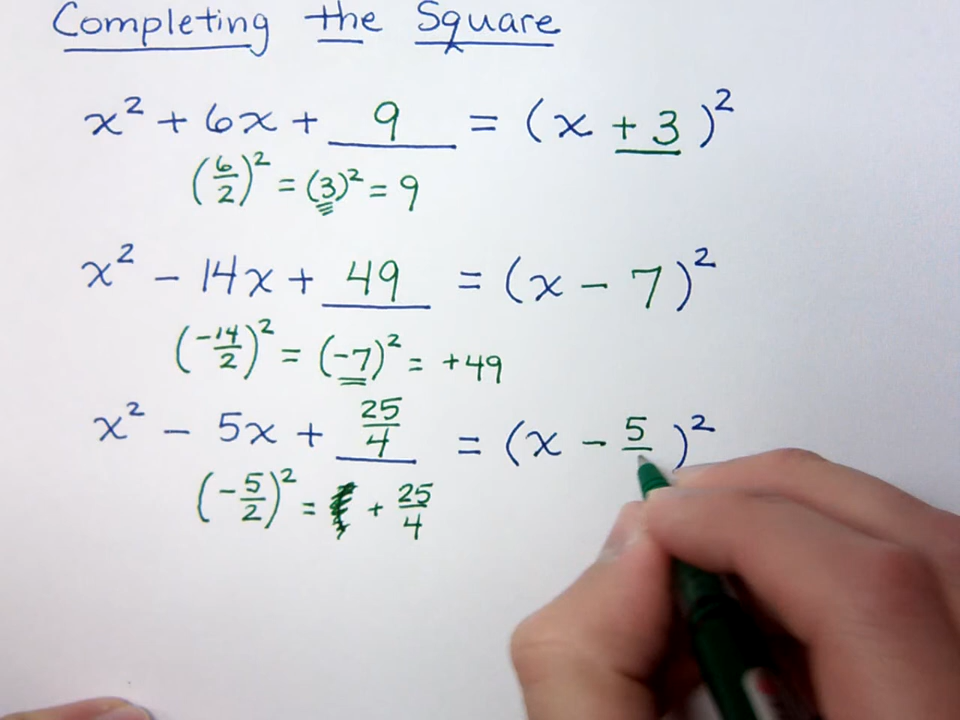 Completing the Square
x² + 6x + 9 = (x + 3)²
(6/2)² = (3)² = 9
x² - 14x + 49 = (x - 7)²
(-14/2)² = (-7)² = +49
x² - 5x + 25/4 = (x - 5/ )²
(-5/2)² = + 25/4